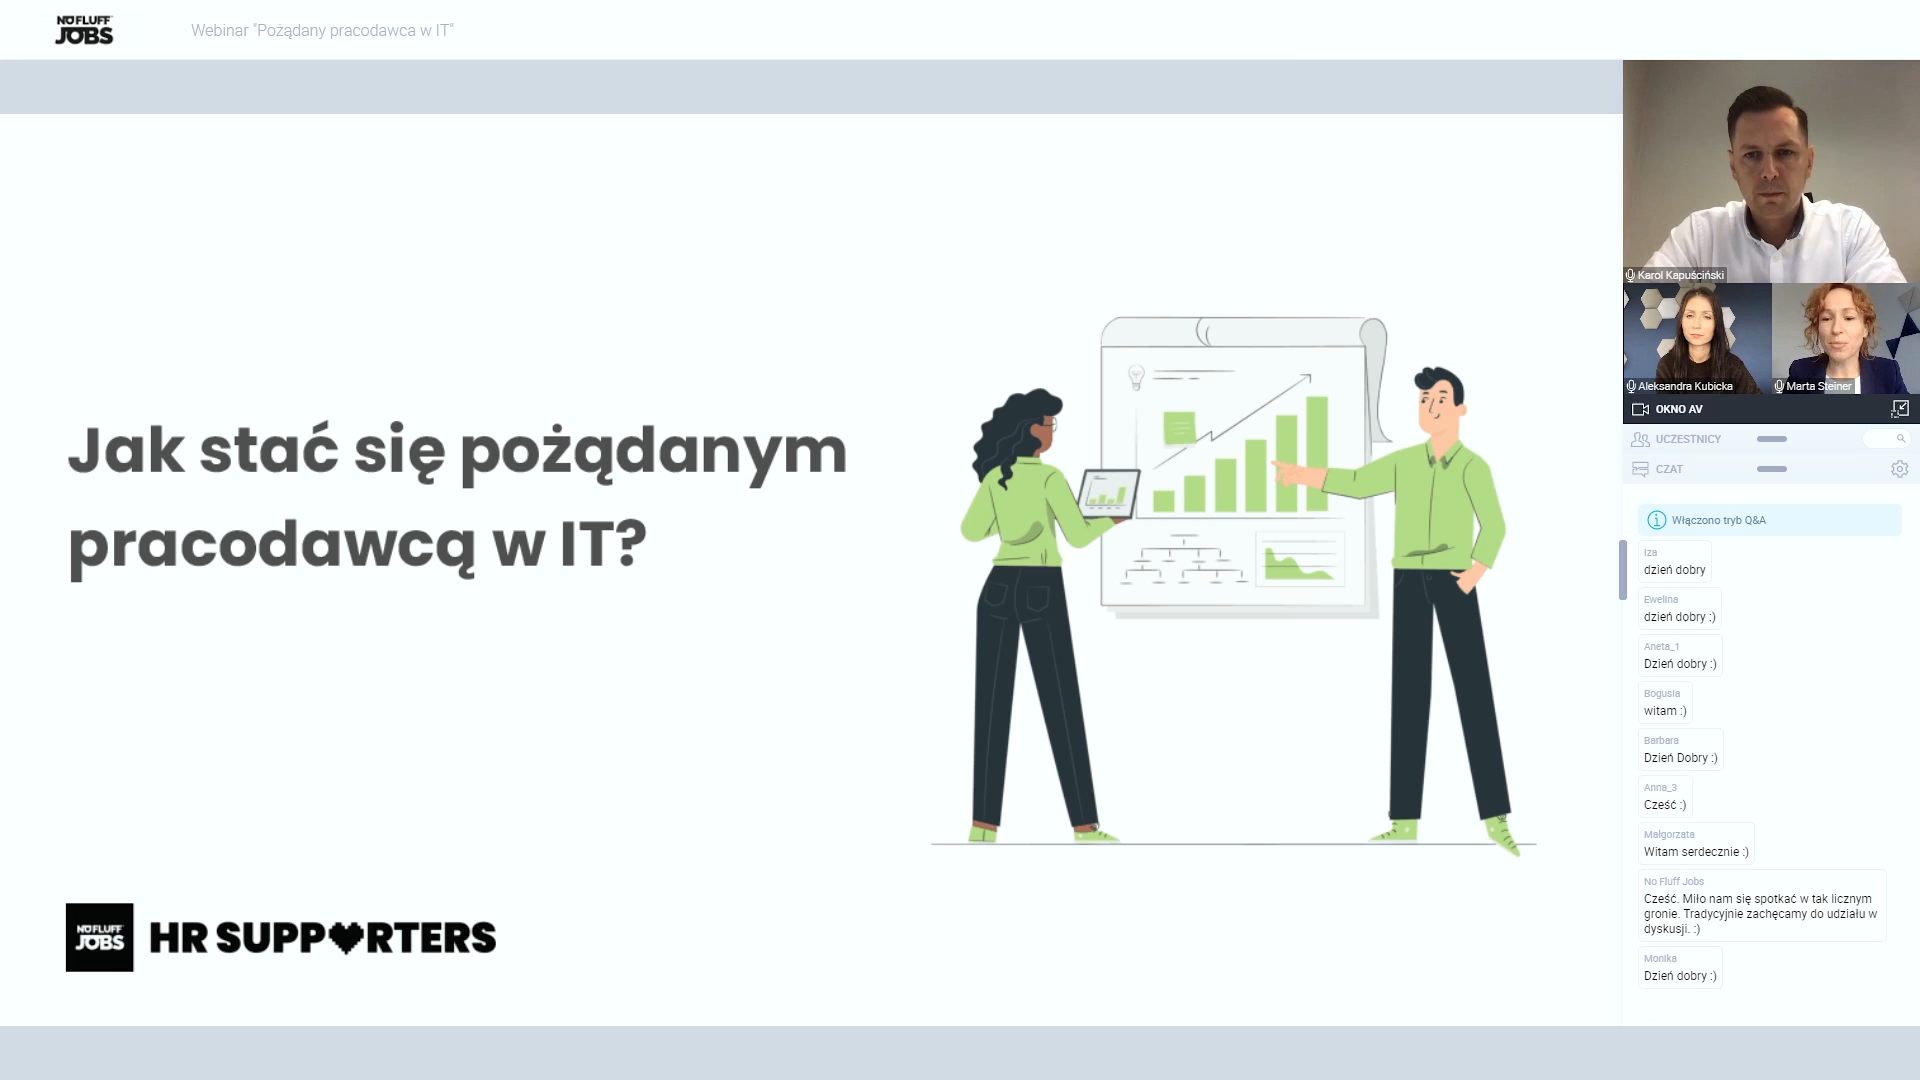 NO FLUFF
JOBS
Webinar "Pożądany pracodawca w IT"
Jak stać się pożądanym
pracodawcą w IT?
NO FLUFF
JOBS
HR SUPP♥RTERS
Karol Kapuściński
Aleksandra Kubicka
Marta Steiner
OKNO AV
UCZESTNICY
CZAT
Włączono tryb Q&A
Iza
dzień dobry
Ewelina
dzień dobry :)
Aneta_1
Dzień dobry :)
Bogusia
witam :)
Barbara
Dzień Dobry :)
Anna_3
Cześć :)
Małgorzata
Witam serdecznie :)
No Fluff Jobs
Cześć. Miło nam się spotkać w tak licznym
gronie. Tradycyjnie zachęcamy do udziału w
dyskusji. :)
Monika
Dzień dobry :)